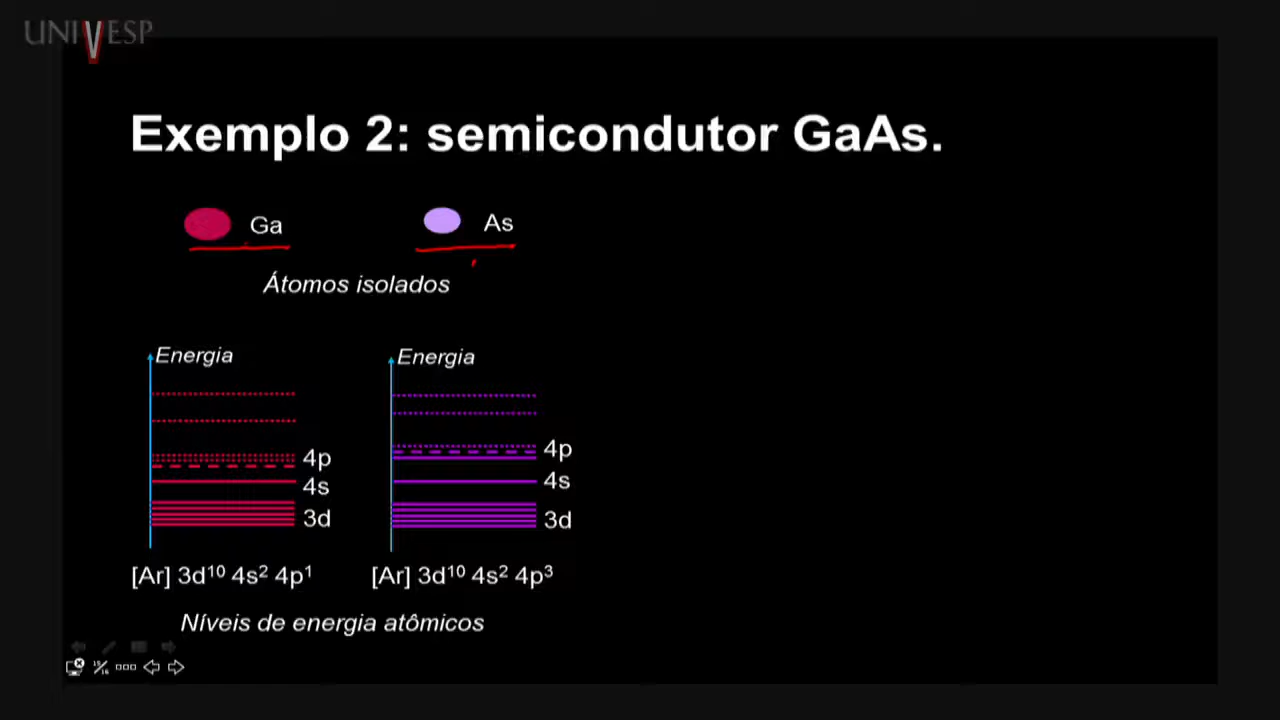 UNIVESP
Exemplo 2: semicondutor GaAs.
Ga
As
Átomos isolados
Energia
4p
4s
3d
[Ar] 3d¹⁰ 4s² 4p¹
Energia
4p
4s
3d
[Ar] 3d¹⁰ 4s² 4p³
Níveis de energia atômicos